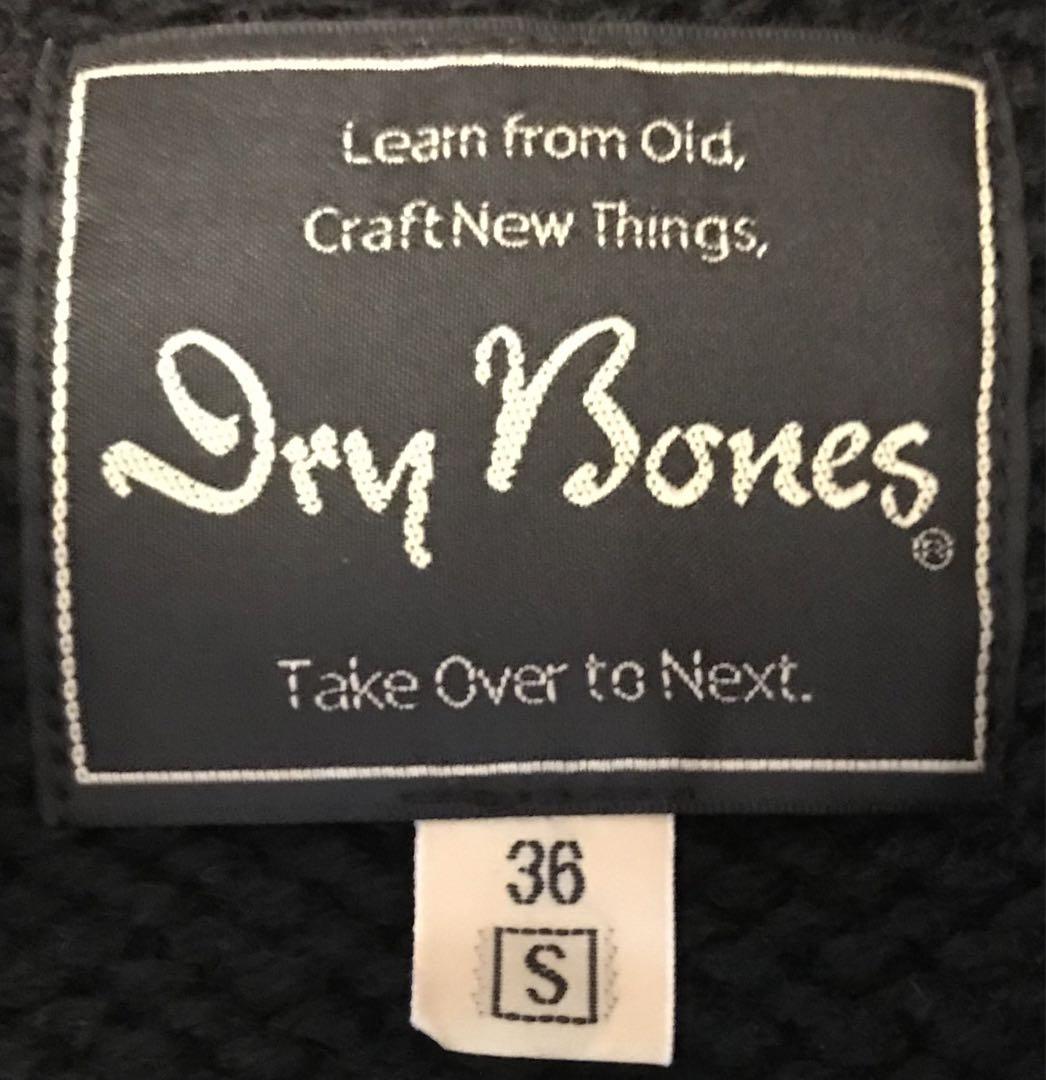 Learn from Old,
Craft New Things,
Dry Bones®
Take Over to Next.
36
S